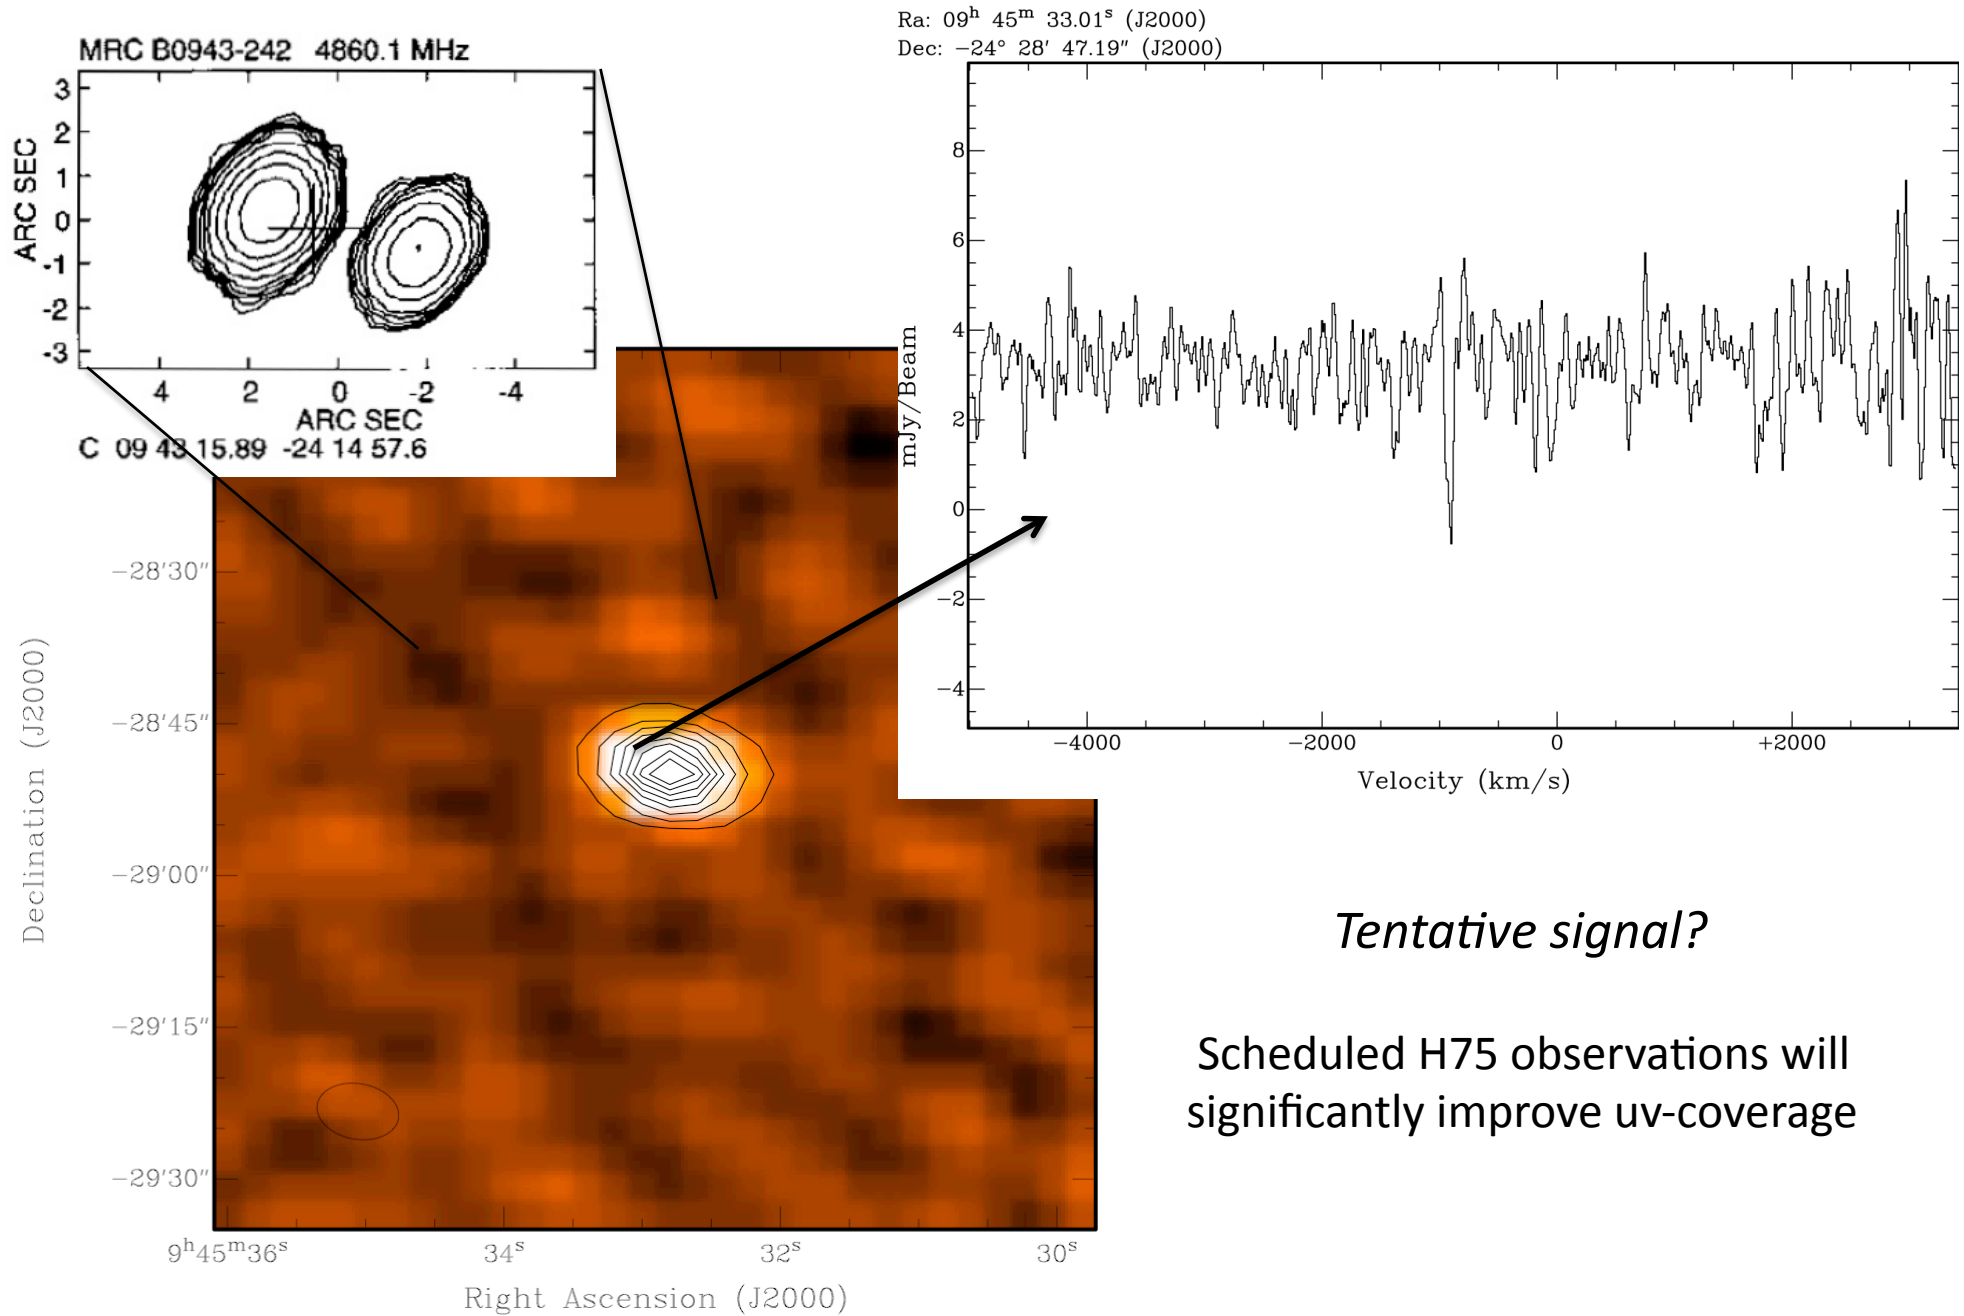 MRC B0943-242 4860.1 MHz
3
2
1
0
-1
-2
-3
ARC SEC
4 2 0 -2 -4
ARC SEC
C 09 43 15.89 -24 14 57.6
Ra: 09ʰ 45ᵐ 33.01ˢ (J2000)
Dec: −24° 28′ 47.19″ (J2000)
8
6
4
2
0
−2
−4
mJy/Beam
−4000 −2000 0 +2000
Velocity (km/s)
−28′30″
−28′45″
−29′00″
−29′15″
−29′30″
Declination (J2000)
9ʰ45ᵐ36ˢ 34ˢ 32ˢ 30ˢ
Right Ascension (J2000)
Tentative signal?
Scheduled H75 observations will
significantly improve uv-coverage